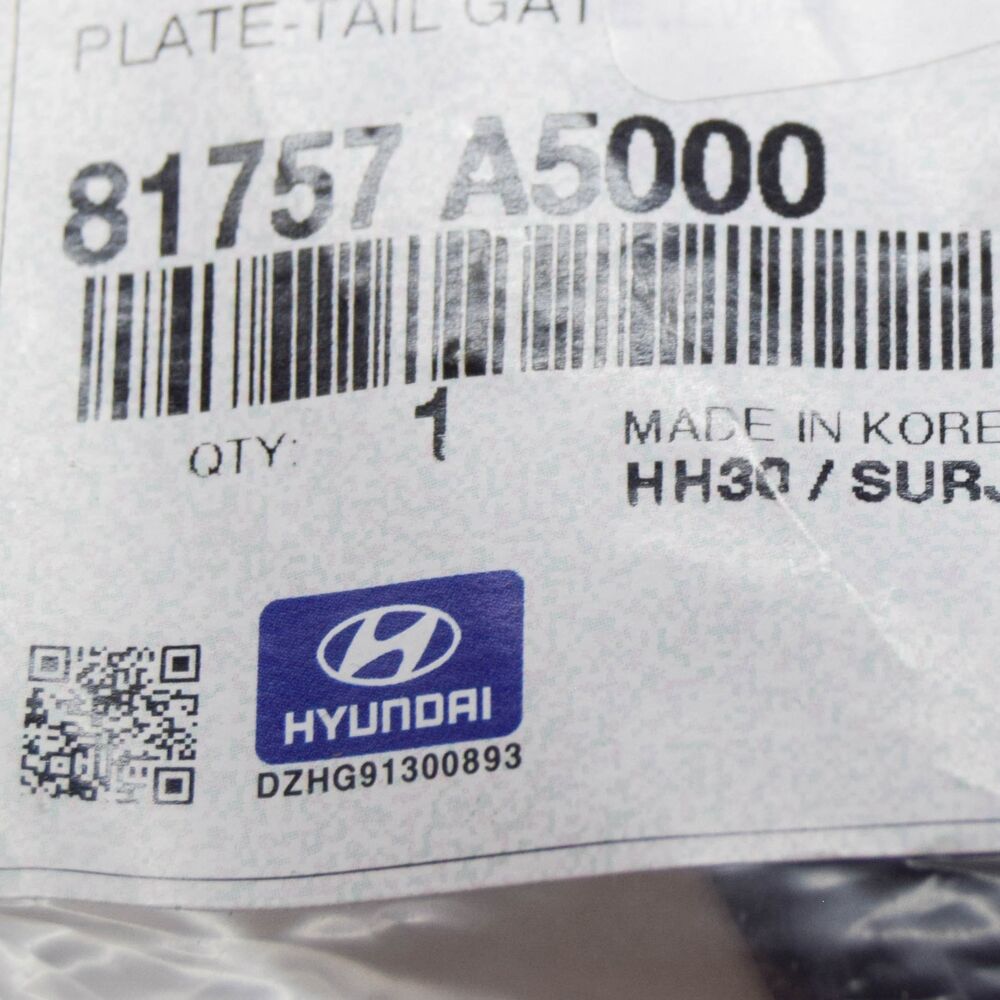 PLATE-TAIL GAT
81757 A5000
QTY: 1
MADE IN KORE
HH30 / SURJ
HYUNDAI
DZHG91300893